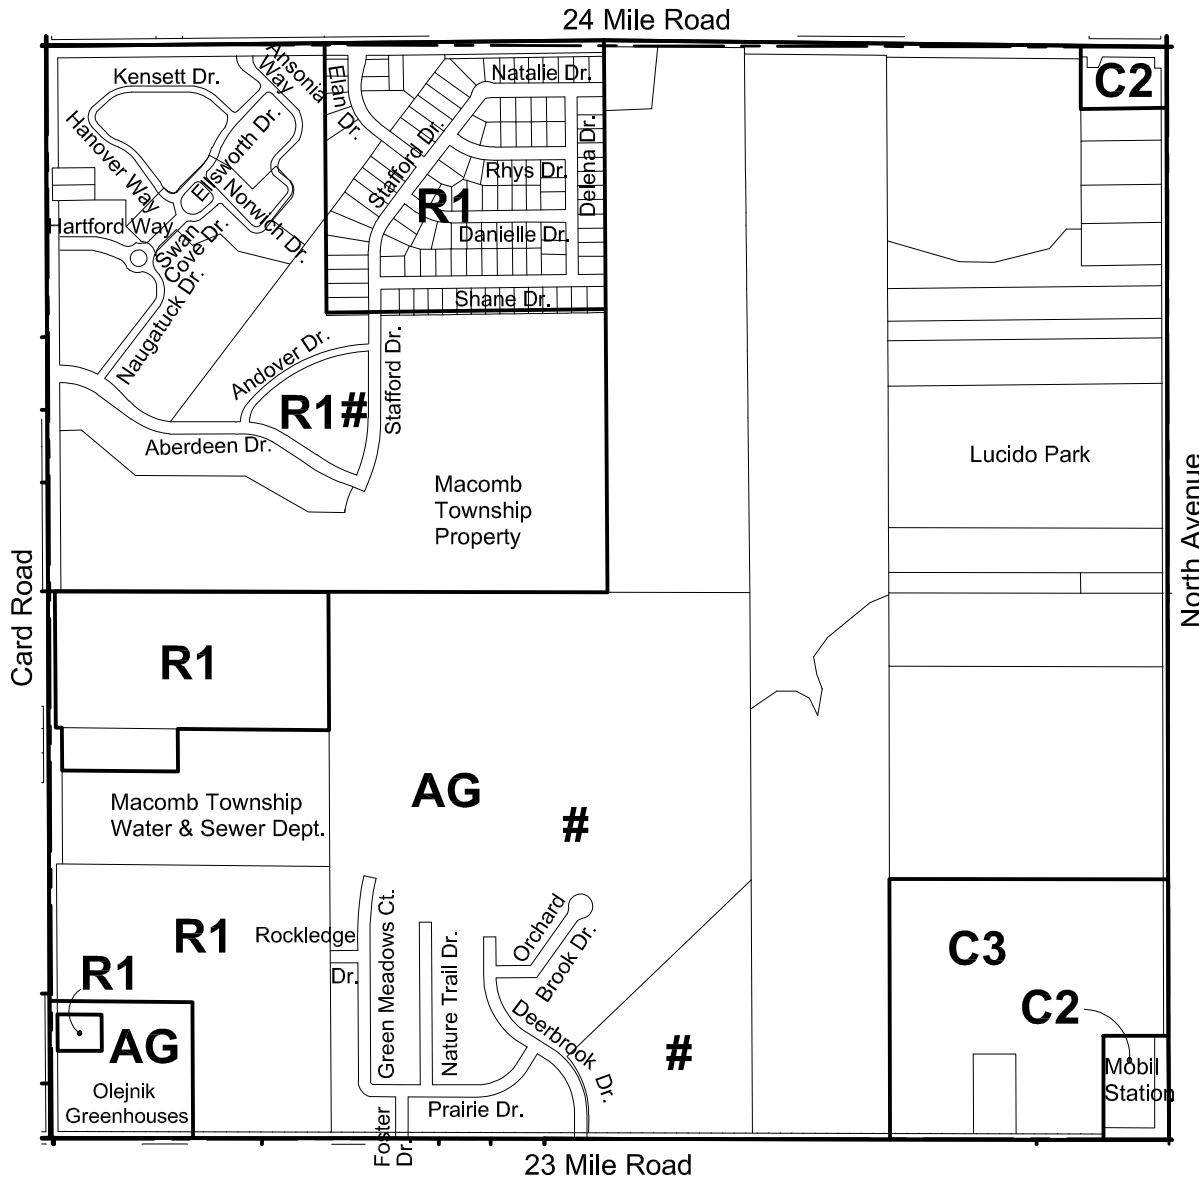 24 Mile Road
Kensett Dr.
Ansonia
Way
Elan Dr.
Natalie Dr.
C2
Hanover Way
Ellsworth Dr.
Stafford Dr.
Rhys Dr.
Delena Dr.
R1
Norwich Dr.
Hartford Way
Swan
Cove Dr.
Danielle Dr.
Naugatuck Dr.
Shane Dr.
Andover Dr.
Stafford Dr.
R1#
Aberdeen Dr.
Lucido Park
Macomb
Township
Property
Card Road
North Avenue
R1
AG
#
Macomb Township
Water & Sewer Dept.
R1
Rockledge
Dr.
Green Meadows Ct.
Nature Trail Dr.
Orchard
Brook Dr.
Deerbrook Dr.
C3
R1
C2
AG
#
Olejnik
Greenhouses
Mobil
Station
Prairie Dr.
Foster
Dr.
23 Mile Road